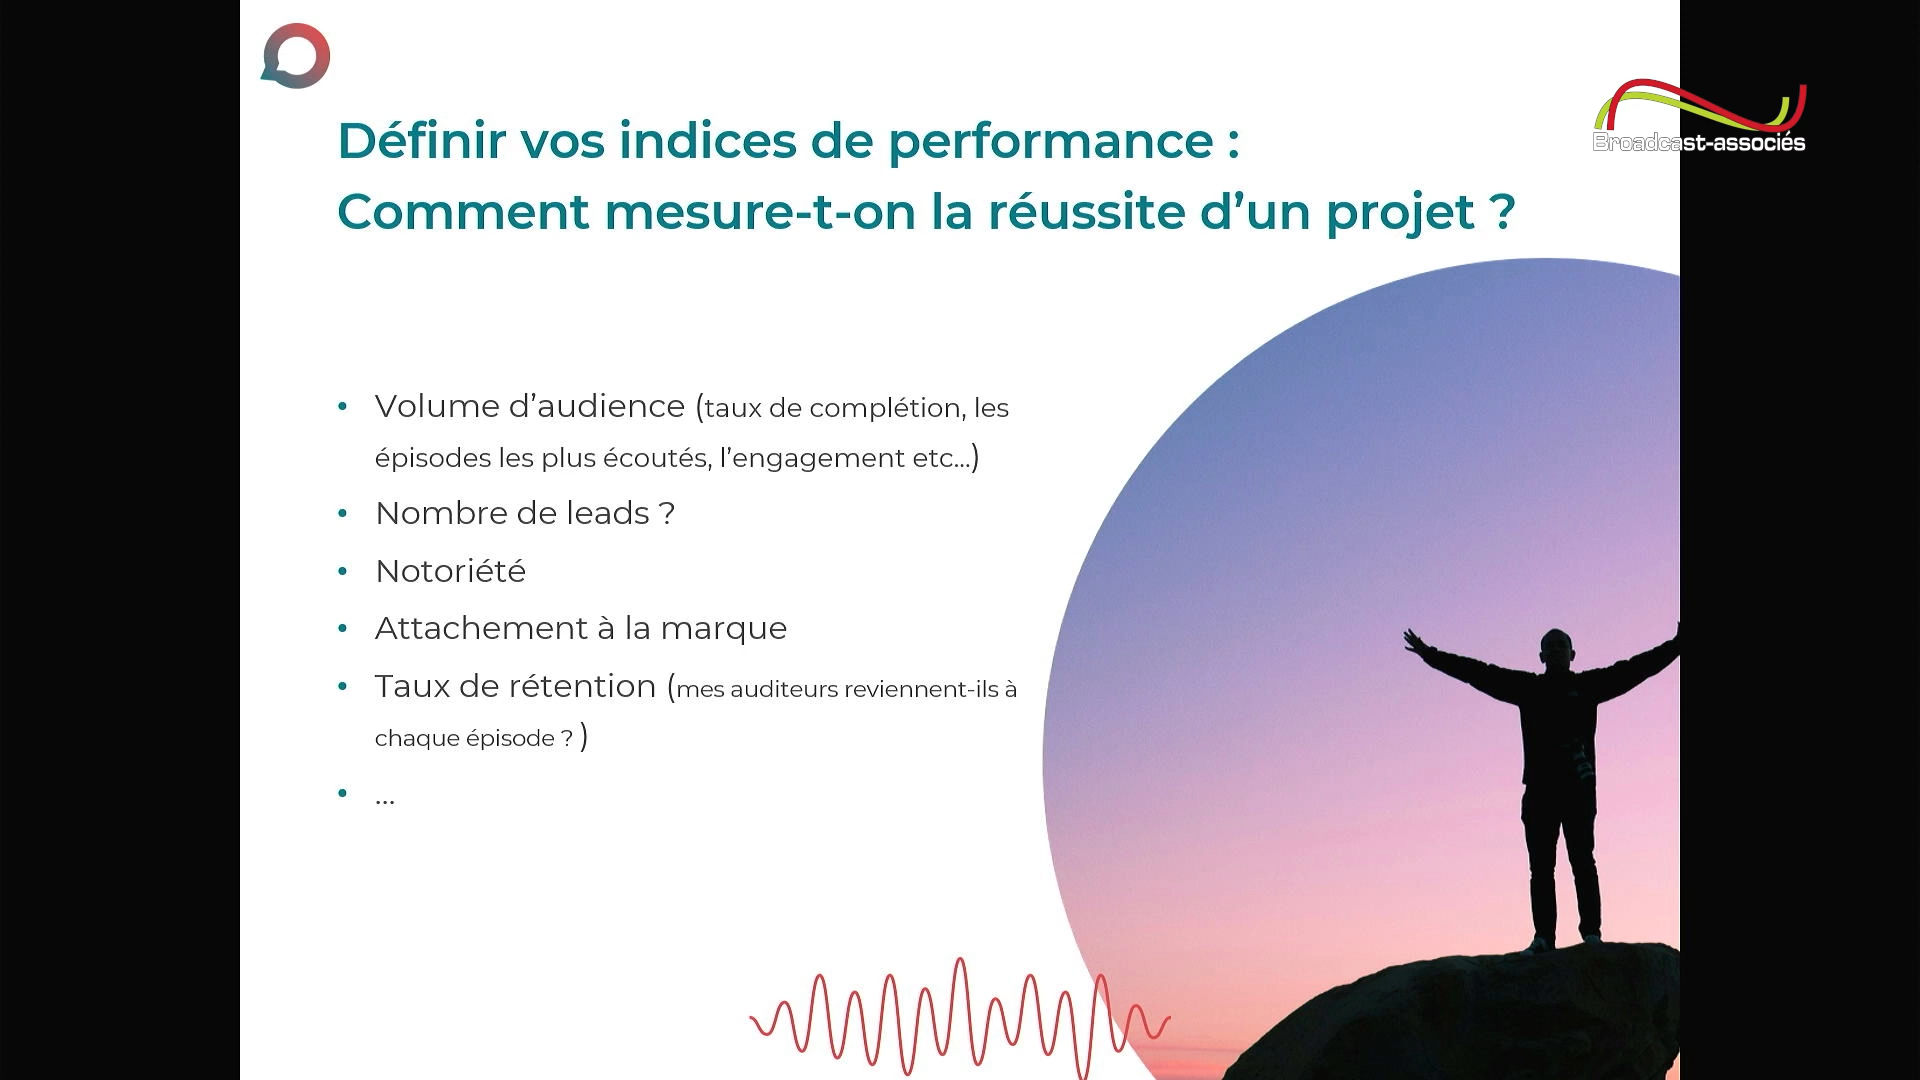 Broadcast-associés
Définir vos indices de performance :
Comment mesure-t-on la réussite d’un projet ?
• Volume d’audience (taux de complétion, les
épisodes les plus écoutés, l’engagement etc...)
• Nombre de leads ?
• Notoriété
• Attachement à la marque
• Taux de rétention (mes auditeurs reviennent-ils à
chaque épisode ? )
• ...